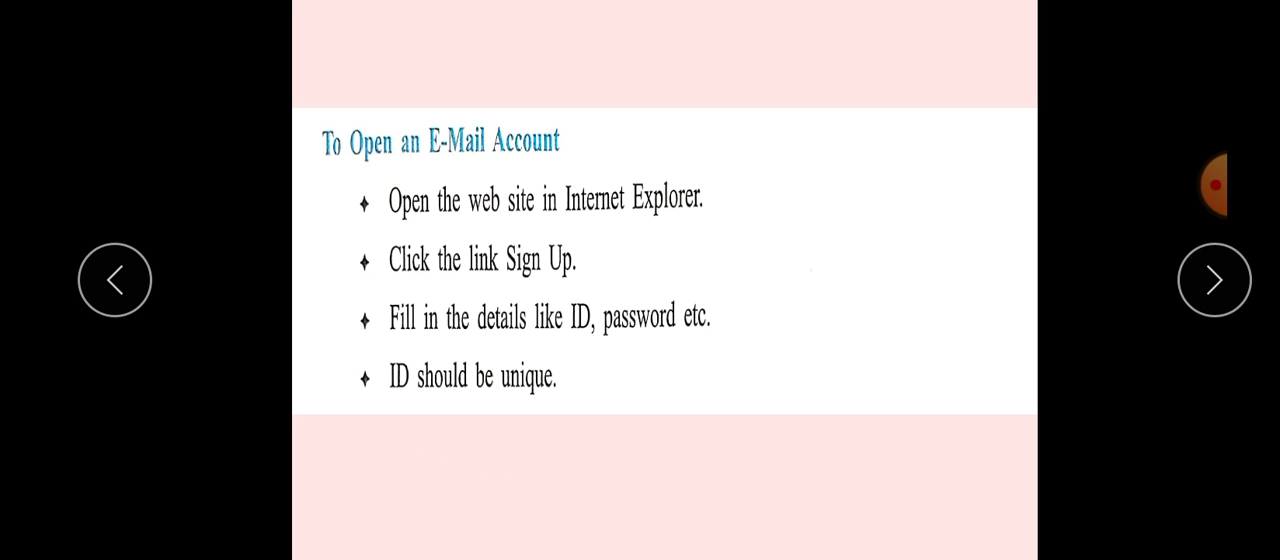 To Open an E-Mail Account
Open the web site in Internet Explorer.
Click the link Sign Up.
Fill in the details like ID, password etc.
ID should be unique.